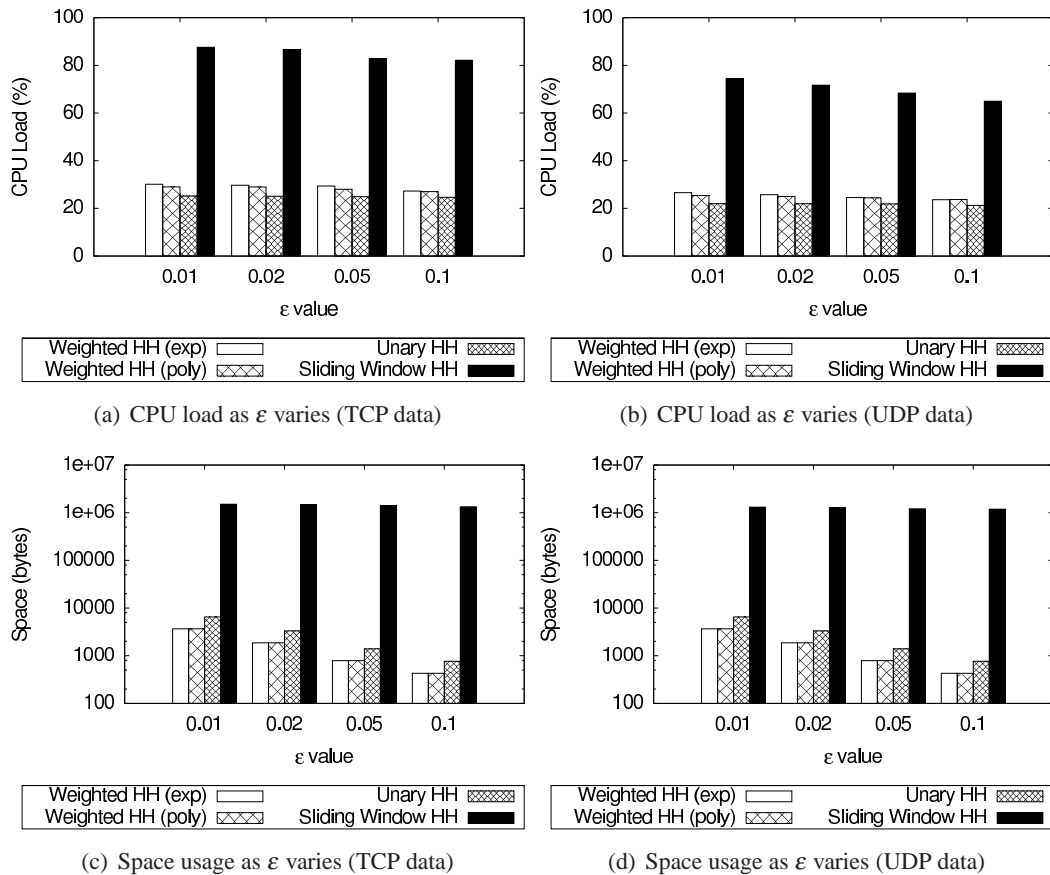 100
80
60
40
20
0
CPU Load (%)
0.01 0.02 0.05 0.1
ε value
Weighted HH (exp) Unary HH
Weighted HH (poly) Sliding Window HH
(a) CPU load as ε varies (TCP data)
100
80
60
40
20
0
CPU Load (%)
0.01 0.02 0.05 0.1
ε value
Weighted HH (exp) Unary HH
Weighted HH (poly) Sliding Window HH
(b) CPU load as ε varies (UDP data)
1e+07
1e+06
100000
10000
1000
100
Space (bytes)
0.01 0.02 0.05 0.1
ε value
Weighted HH (exp) Unary HH
Weighted HH (poly) Sliding Window HH
(c) Space usage as ε varies (TCP data)
1e+07
1e+06
100000
10000
1000
100
Space (bytes)
0.01 0.02 0.05 0.1
ε value
Weighted HH (exp) Unary HH
Weighted HH (poly) Sliding Window HH
(d) Space usage as ε varies (UDP data)